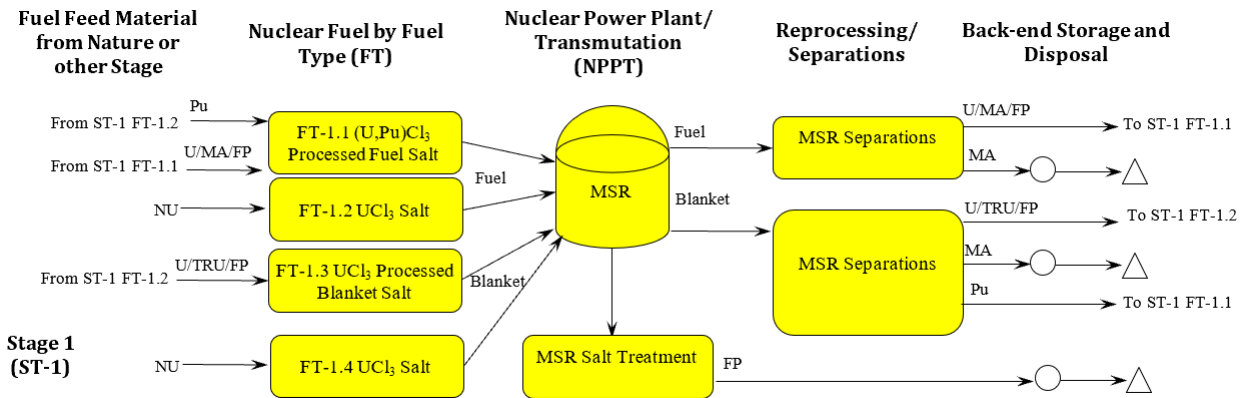 Fuel Feed Material
from Nature or
other Stage
Nuclear Fuel by Fuel
Type (FT)
Nuclear Power Plant/
Transmutation
(NPPT)
Reprocessing/
Separations
Back-end Storage and
Disposal
From ST-1 FT-1.2
Pu
FT-1.1 (U,Pu)Cl₃
Processed Fuel Salt
From ST-1 FT-1.1
U/MA/FP
Fuel
NU
FT-1.2 UCl₃ Salt
From ST-1 FT-1.2
U/TRU/FP
FT-1.3 UCl₃ Processed
Blanket Salt
Blanket
Stage 1
(ST-1)
NU
FT-1.4 UCl₃ Salt
MSR
Fuel
Blanket
MSR Salt Treatment
FP
MSR Separations
U/MA/FP
To ST-1 FT-1.1
MA
MSR Separations
U/TRU/FP
To ST-1 FT-1.2
MA
Pu
To ST-1 FT-1.1